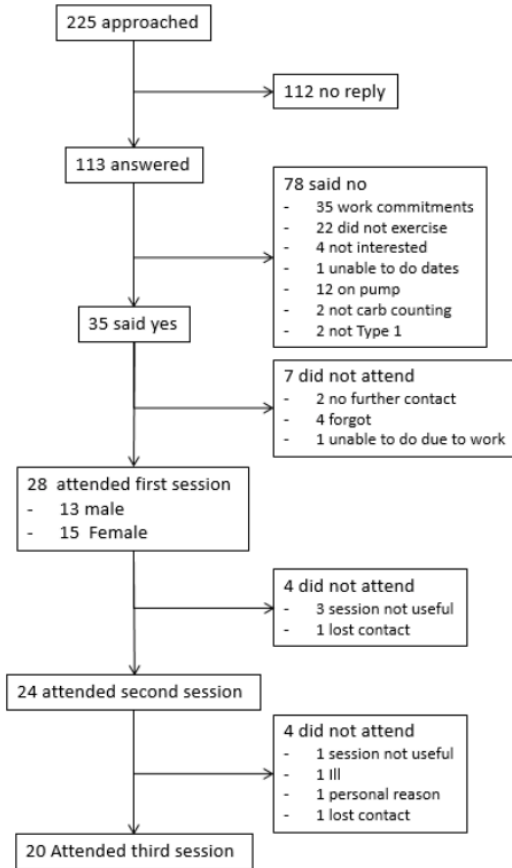 225 approached
112 no reply
113 answered
78 said no
- 35 work commitments
- 22 did not exercise
- 4 not interested
- 1 unable to do dates
- 12 on pump
- 2 not carb counting
- 2 not Type 1
35 said yes
7 did not attend
- 2 no further contact
- 4 forgot
- 1 unable to do due to work
28 attended first session
- 13 male
- 15 Female
4 did not attend
- 3 session not useful
- 1 lost contact
24 attended second session
4 did not attend
- 1 session not useful
- 1 Ill
- 1 personal reason
- 1 lost contact
20 Attended third session